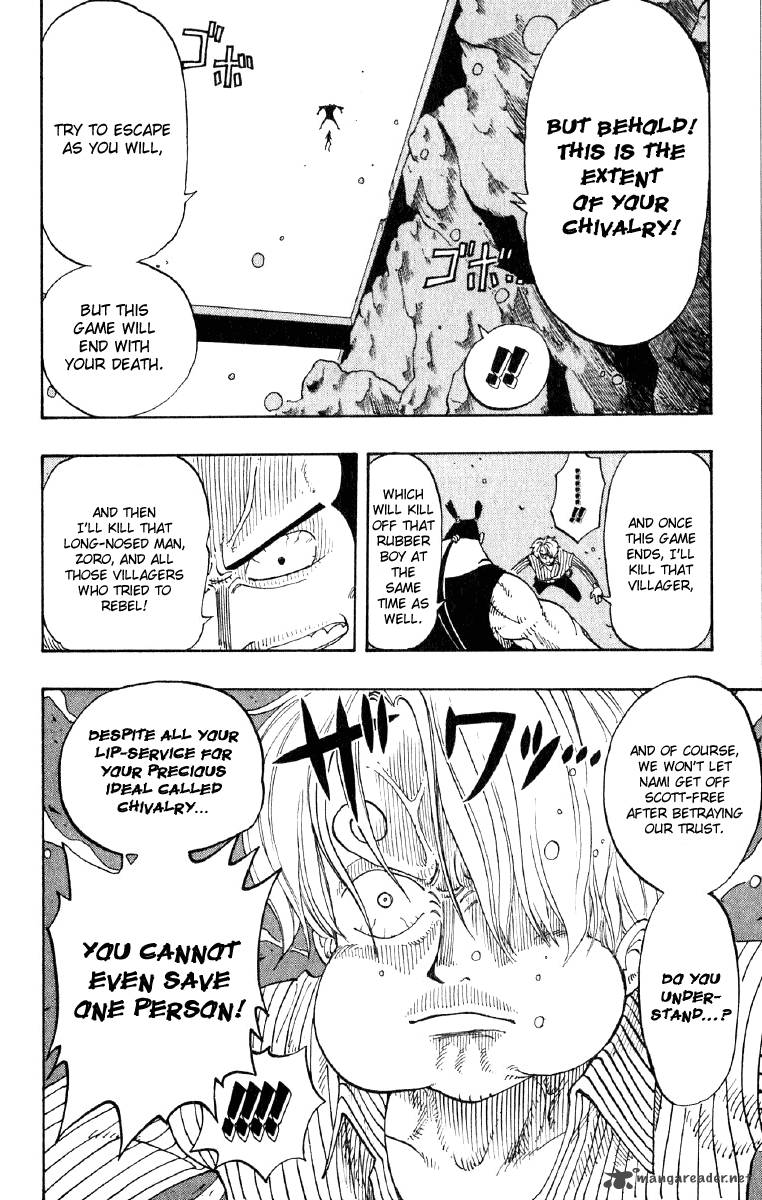 BUT BEHOLD!
THIS IS THE
EXTENT
OF YOUR
CHIVALRY!
ゴボ
ゴボ
!!
TRY TO ESCAPE
AS YOU WILL,
BUT THIS
GAME WILL
END WITH
YOUR DEATH.
........!!
AND ONCE
THIS GAME
ENDS, I'LL
KILL THAT
VILLAGER,
WHICH
WILL KILL
OFF THAT
RUBBER
BOY AT
THE
SAME
TIME AS
WELL.
AND THEN
I'LL KILL THAT
LONG-NOSED MAN,
ZORO, AND ALL
THOSE VILLAGERS
WHO TRIED TO
REBEL!
AND OF COURSE,
WE WON'T LET
NAMI GET OFF
SCOTT-FREE
AFTER BETRAYING
OUR TRUST.
DO YOU
UNDER-
STAND...?
ザワッ...
DESPITE ALL YOUR
LIP-SERVICE FOR
YOUR PRECIOUS
IDEAL CALLED
CHIVALRY...
YOU CANNOT
EVEN SAVE
ONE PERSON!
!!!!
mangareader.net